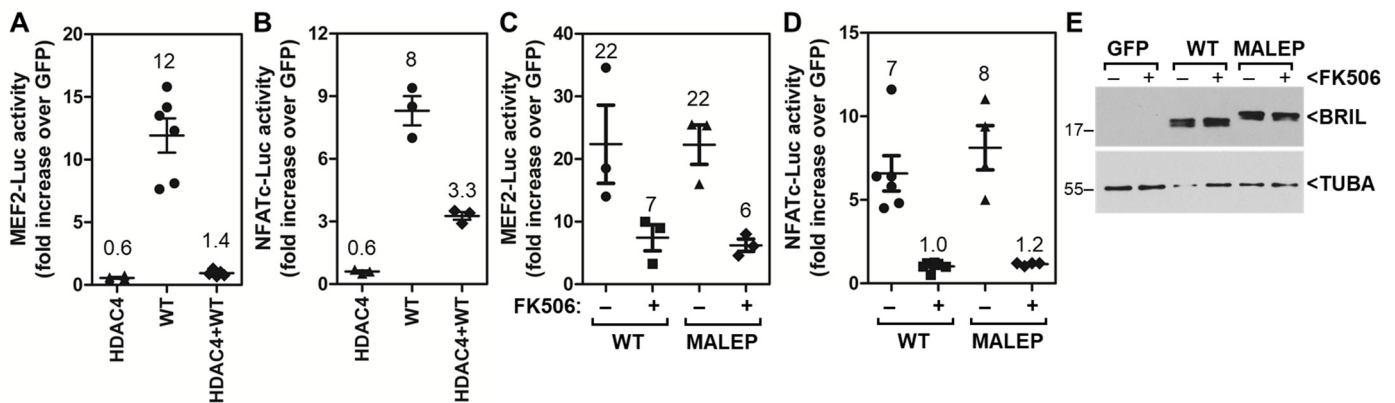 A
MEF2-Luc activity
(fold increase over GFP)
20
15
10
5
0
0.6
12
1.4
HDAC4
WT
HDAC4+WT
B
NFATc-Luc activity
(fold increase over GFP)
12
9
6
3
0
0.6
8
3.3
HDAC4
WT
HDAC4+WT
C
MEF2-Luc activity
(fold increase over GFP)
40
30
20
10
0
22
7
22
6
FK506:
–
+
–
+
WT
MALEP
D
NFATc-Luc activity
(fold increase over GFP)
15
10
5
0
7
1.0
8
1.2
–
+
–
+
WT
MALEP
E
GFP WT MALEP
– + – + – + <FK506
17– <BRIL
55– <TUBA